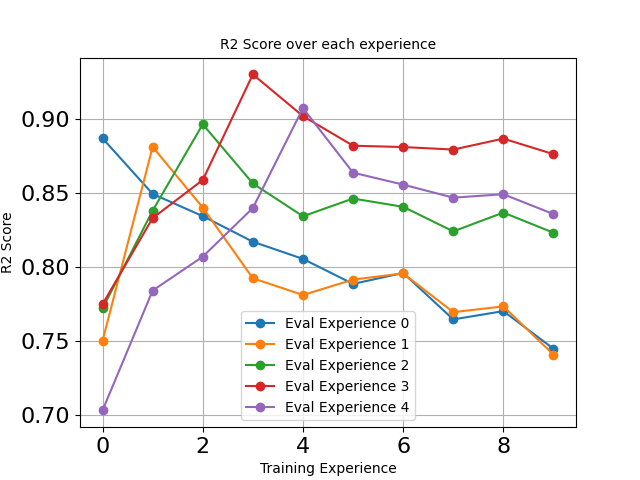 R2 Score over each experience
R2 Score
0.90
0.85
0.80
0.75
0.70
Eval Experience 0
Eval Experience 1
Eval Experience 2
Eval Experience 3
Eval Experience 4
0 2 4 6 8
Training Experience